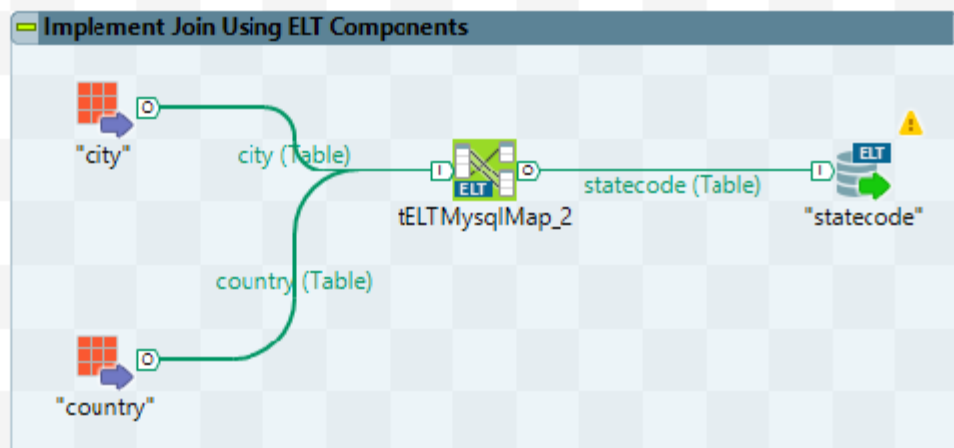 Implement Join Using ELT Components
O
"city"
city (Table)
I
ELT
O
tELTMysqlMap_2
statecode (Table)
I
ELT
"statecode"
country (Table)
O
"country"